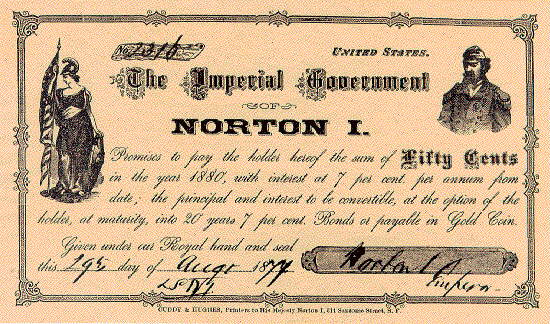 No.
UNITED STATES.
The Imperial Government
OF
NORTON I.
Promises to pay the holder hereof the sum of Fifty Cents
in the year 1880, with interest at 7 per cent. per annum from
date; the principal and interest to be convertible, at the option of the
holder, at maturity, into 20 years 7 per cent. Bonds or payable in Gold Coin.
Given under our Royal hand and seal
this day of Augt 1879 Norton I
Emperor
CUDDY & HUGHES, Printers to His Majesty Norton I, 511 Sansome Street, S. F.